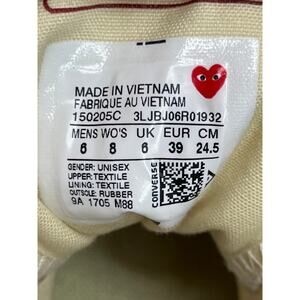 MADE IN VIETNAM
FABRIQUE AU VIETNAM
150205C 3LJBJ06R01932
MENS WO'S UK EUR CM
6 8 6 39 24.5
GENDER: UNISEX
UPPER: TEXTILE
LINING: TEXTILE
OUTSOLE: RUBBER
9A 1705 M88
CONVERSE